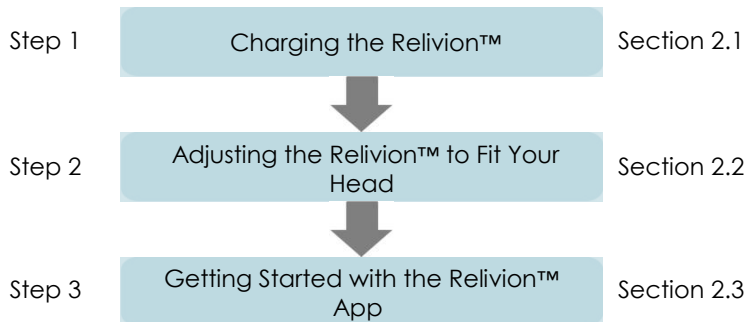 Step 1 Charging the Relivion™ Section 2.1
Step 2 Adjusting the Relivion™ to Fit Your Head Section 2.2
Step 3 Getting Started with the Relivion™ App Section 2.3